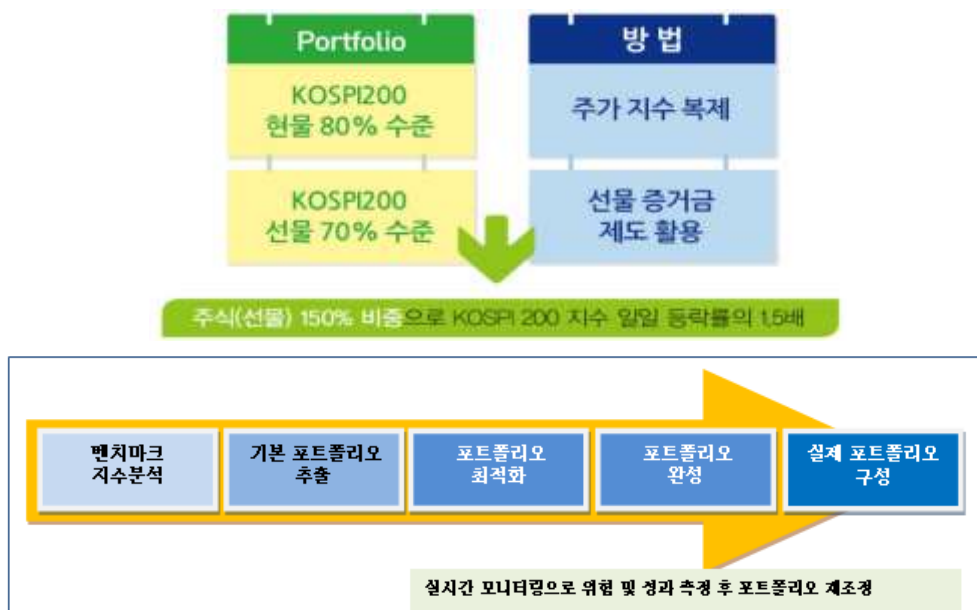 Portfolio
방 법
KOSPI200
현물 80% 수준
주가 지수 복제
KOSPI200
선물 70% 수준
선물 증거금
제도 활용
주식(선물) 150% 비중으로 KOSPI 200 지수 일일 등락률의 1.5배
벤치마크
지수분석
기본 포트폴리오
추출
포트폴리오
최적화
포트폴리오
완성
실제 포트폴리오
구성
실시간 모니터링으로 위험 및 성과 측정 후 포트폴리오 재조정